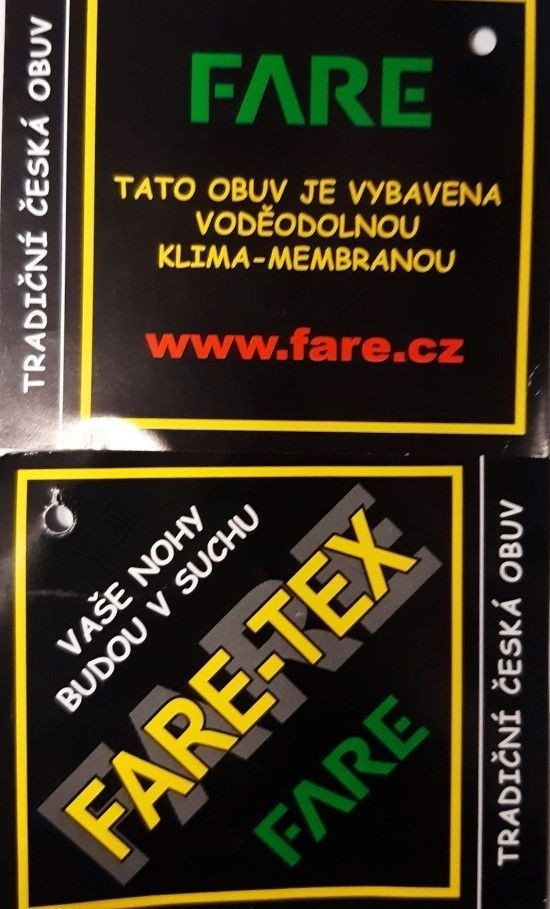 TRADIČNÍ ČESKÁ OBUV
FARE
TATO OBUV JE VYBAVENA
VODĚODOLNOU
KLIMA-MEMBRANOU
www.fare.cz
VAŠE NOHY
BUDOU V SUCHU
FARE
FARE-TEX
FARE
TRADIČNÍ ČESKÁ OBUV